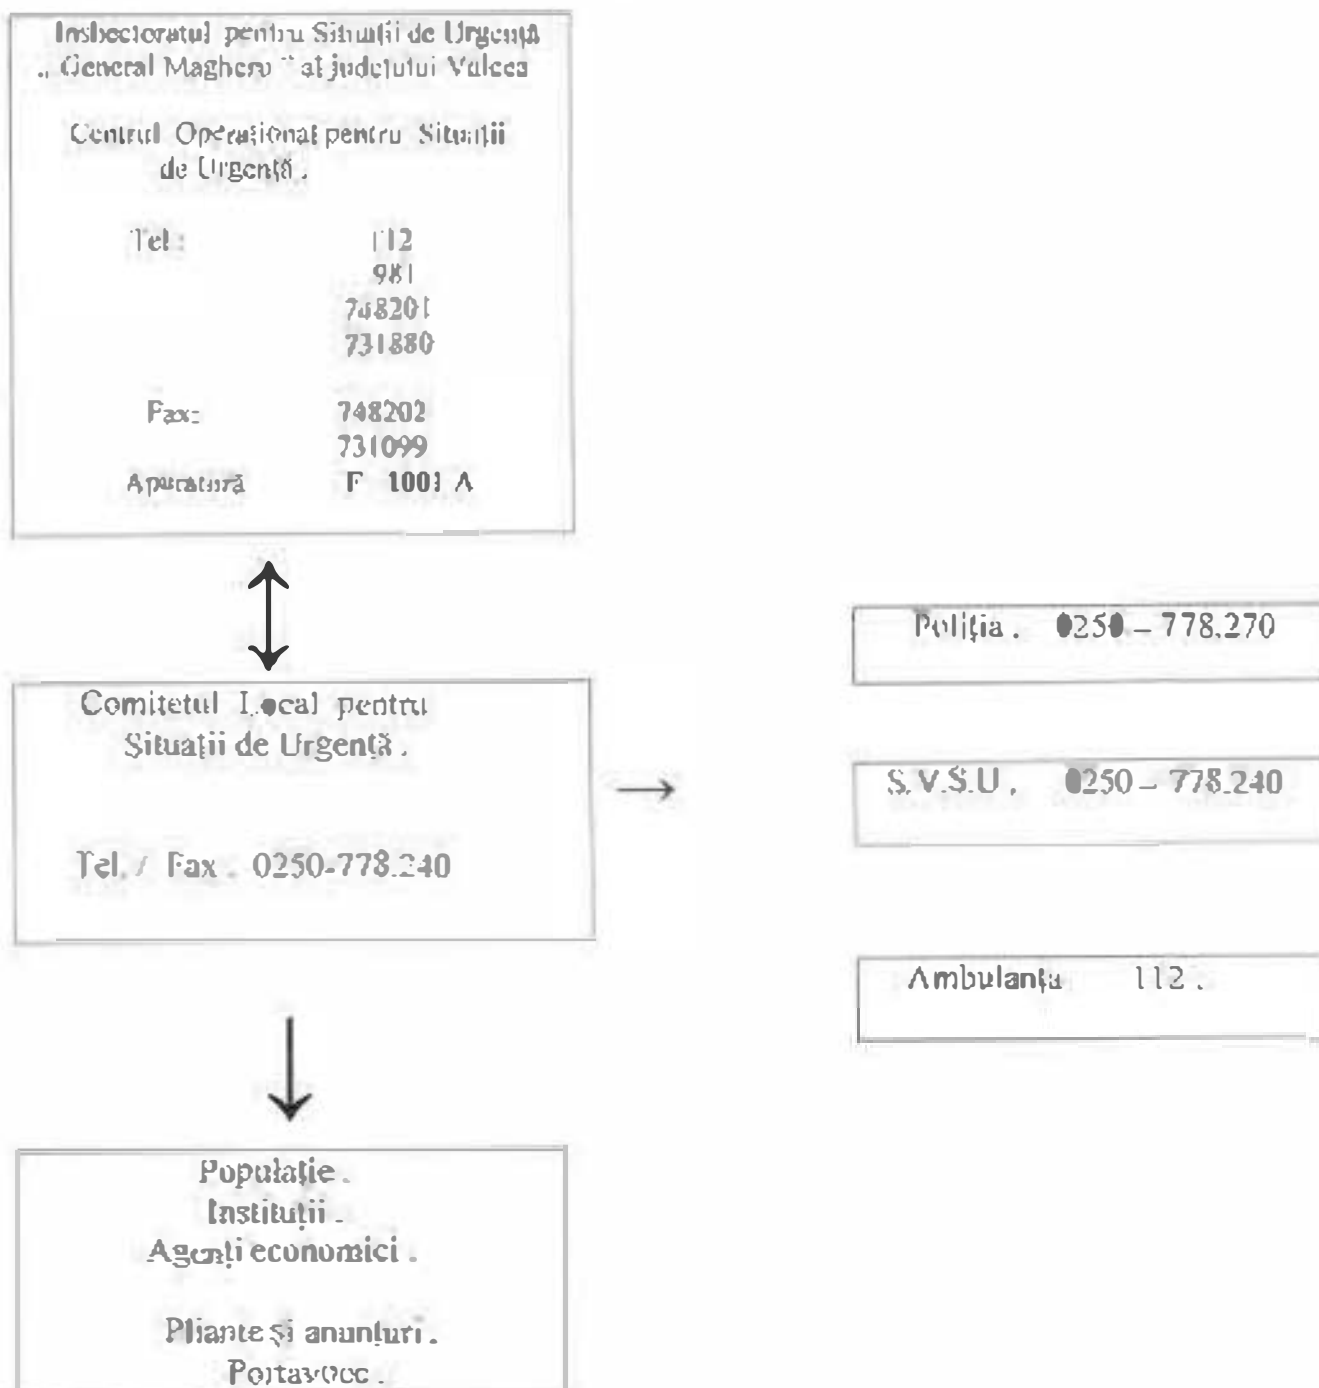 Inspectoratul pentru Situații de Urgență
„ General Magheru ” al județului Vâlcea
Centrul Operațional pentru Situații
de Urgență .
Tel : 112
981
748201
731880
Fax: 748202
731099
Aparatură F 1001 A
Comitetul Local pentru
Situații de Urgență .
Tel. / Fax . 0250-778.240
Poliția . 0250 – 778.270
S.V.S.U . 0250 – 778.240
Ambulanța 112 .
Populație .
Instituții .
Agenți economici .
Pliante și anunțuri .
Portavoce .